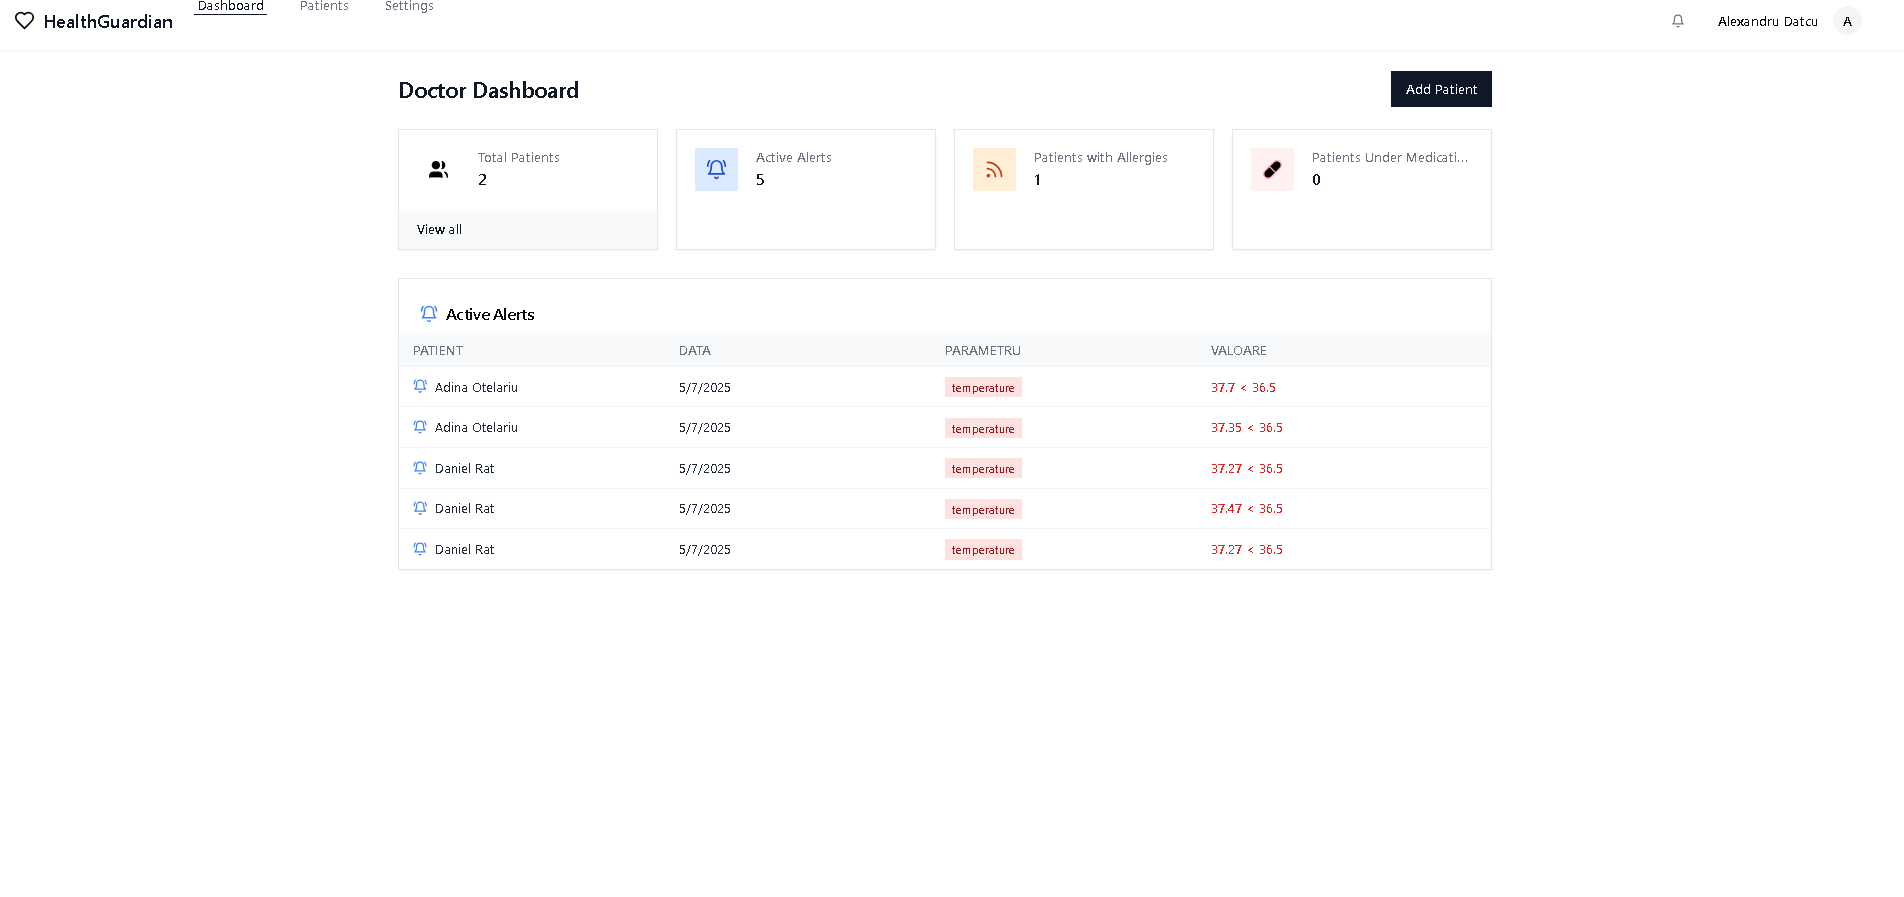 HealthGuardian Dashboard Patients Settings Alexandru Datcu A
Doctor Dashboard Add Patient
Total Patients Active Alerts Patients with Allergies Patients Under Medicati...
2 5 1 0
View all
Active Alerts
PATIENT DATA PARAMETRU VALOARE
Adina Otelariu 5/7/2025 temperature 37.7 < 36.5
Adina Otelariu 5/7/2025 temperature 37.35 < 36.5
Daniel Rat 5/7/2025 temperature 37.27 < 36.5
Daniel Rat 5/7/2025 temperature 37.47 < 36.5
Daniel Rat 5/7/2025 temperature 37.27 < 36.5